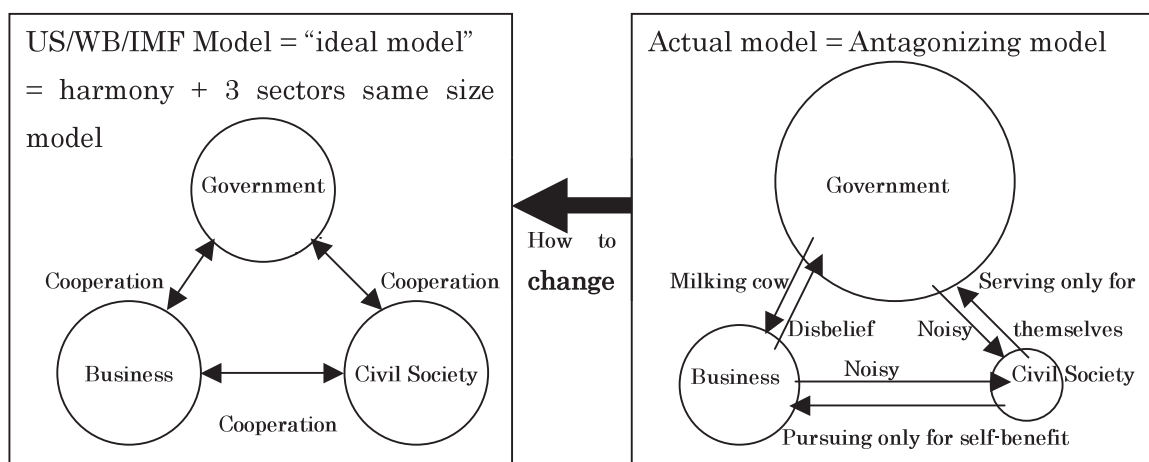 US/WB/IMF Model = “ideal model”
= harmony + 3 sectors same size
model
Government
Cooperation
Cooperation
Business
Civil Society
Cooperation
How to
change
Actual model = Antagonizing model
Government
Milking cow
Serving only for
Disbelief
Noisy
themselves
Business
Noisy
Civil Society
Pursuing only for self-benefit